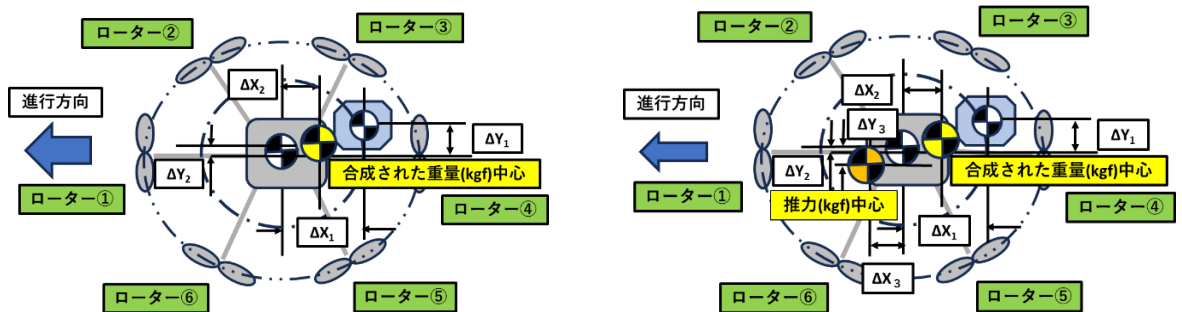 ローター②
ローター③
ΔX₂
進行方向
ΔY₁
ΔY₂
合成された重量(kgf)中心
ローター①
ローター④
ΔX₁
ローター⑥
ローター⑤
ローター②
ローター③
ΔX₂
進行方向
ΔY₃
ΔY₁
ΔY₂
合成された重量(kgf)中心
ローター①
推力(kgf)中心
ローター④
ΔX₁
ΔX₃
ローター⑥
ローター⑤